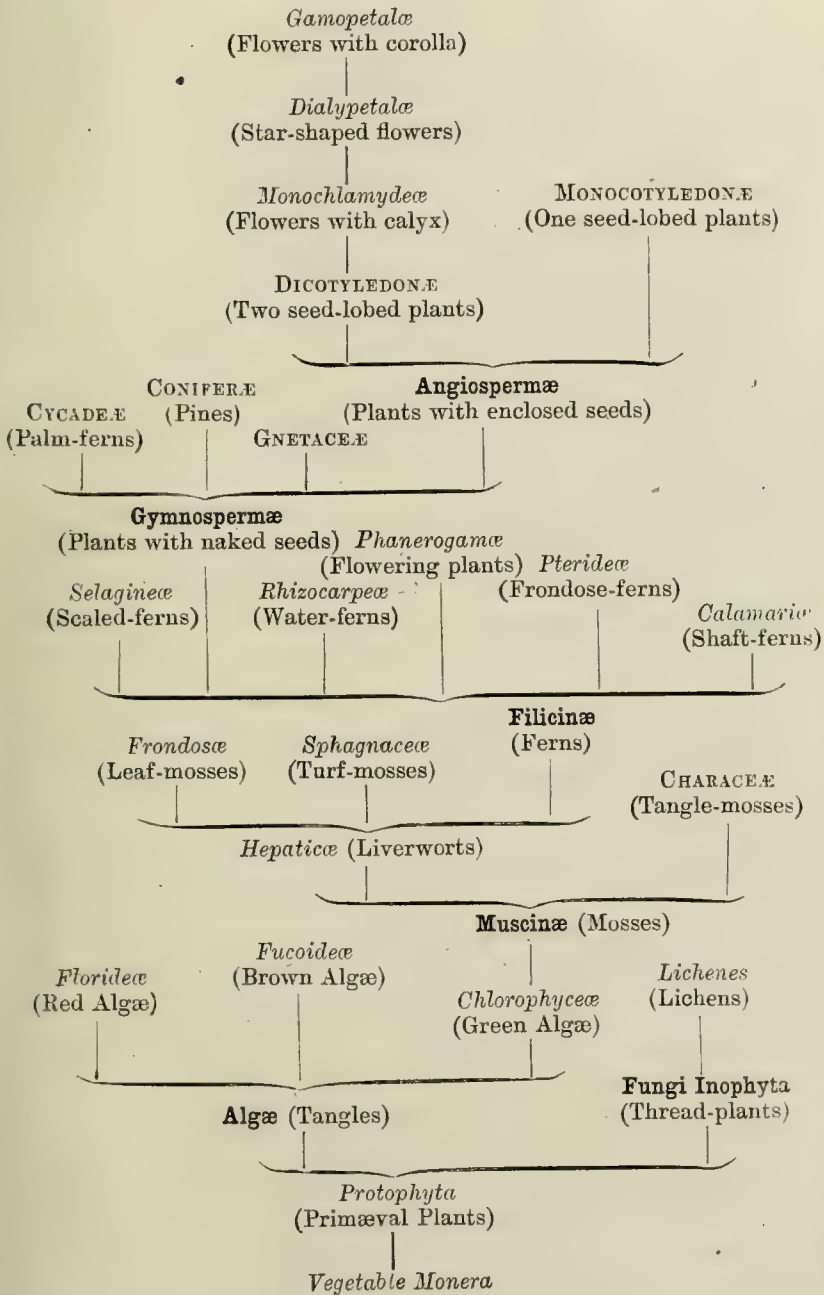 Gamopetalæ
(Flowers with corolla)
Dialypetalæ
(Star-shaped flowers)
Monochlamydeæ
(Flowers with calyx)
MONOCOTYLEDONÆ
(One seed-lobed plants)
DICOTYLEDONÆ
(Two seed-lobed plants)
CYCADEÆ
(Palm-ferns)
CONIFERÆ
(Pines)
GNETACEÆ
Angiospermæ
(Plants with enclosed seeds)
Gymnospermæ
(Plants with naked seeds)
Phanerogamæ
(Flowering plants)
Selagineæ
(Scaled-ferns)
Rhizocarpeæ
(Water-ferns)
Pterideæ
(Frondose-ferns)
(Shaft-ferns)
Filicinæ
(Ferns)
Frondosæ
(Leaf-mosses)
Sphagnaceæ
(Turf-mosses)
CHARACEÆ
(Tangle-mosses)
Hepaticæ (Liverworts)
Muscinæ (Mosses)
Florideæ
(Red Algæ)
Fucoideæ
(Brown Algæ)
Chlorophyceæ
(Green Algæ)
Lichenes
(Lichens)
Fungi Inophyta
(Thread-plants)
Algæ (Tangles)
Protophyta
(Primæval Plants)
Vegetable Monera